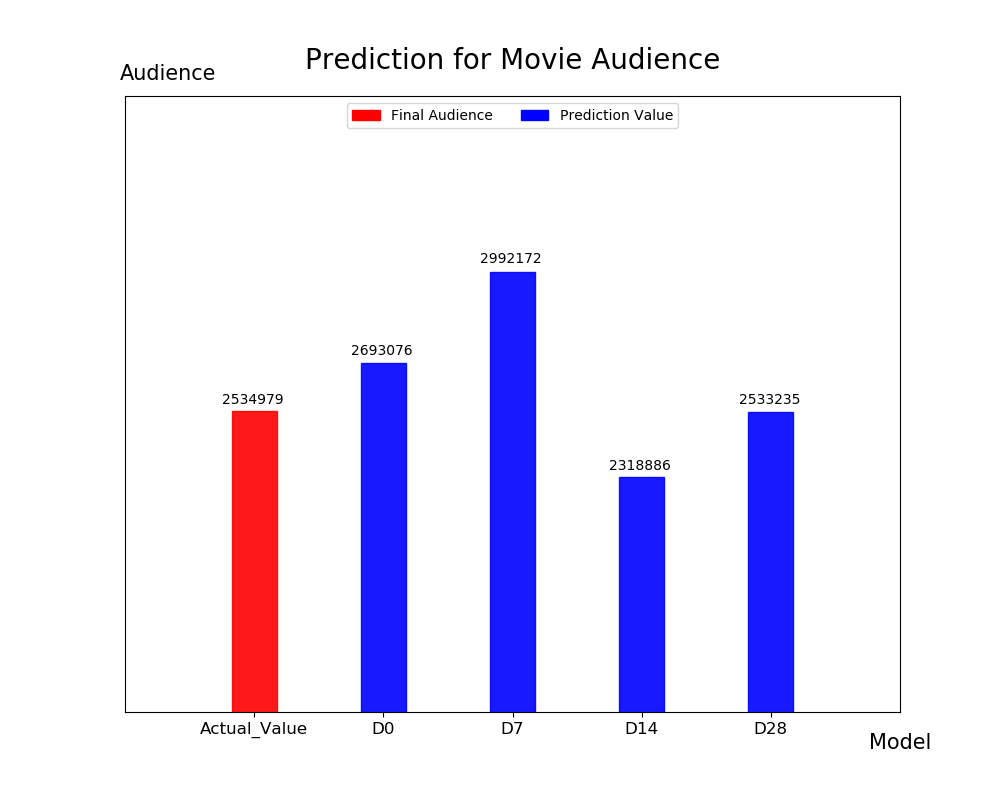 Prediction for Movie Audience
Audience
Final Audience Prediction Value
2992172
2693076
2534979
2533235
2318886
Actual_Value D0 D7 D14 D28
Model